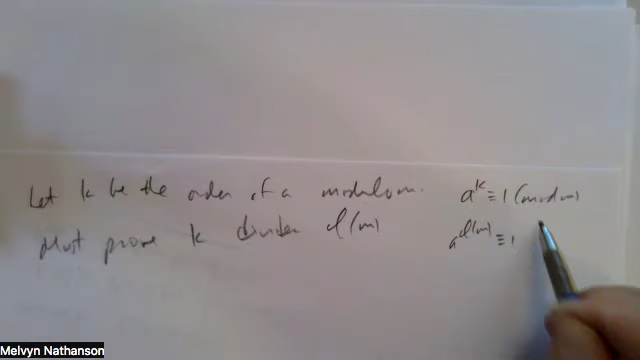 Let k be the order of a modulo m. a^k ≡ 1 (mod m)
Must prove k divides φ(m) a^φ(m) ≡ 1
Melvyn Nathanson